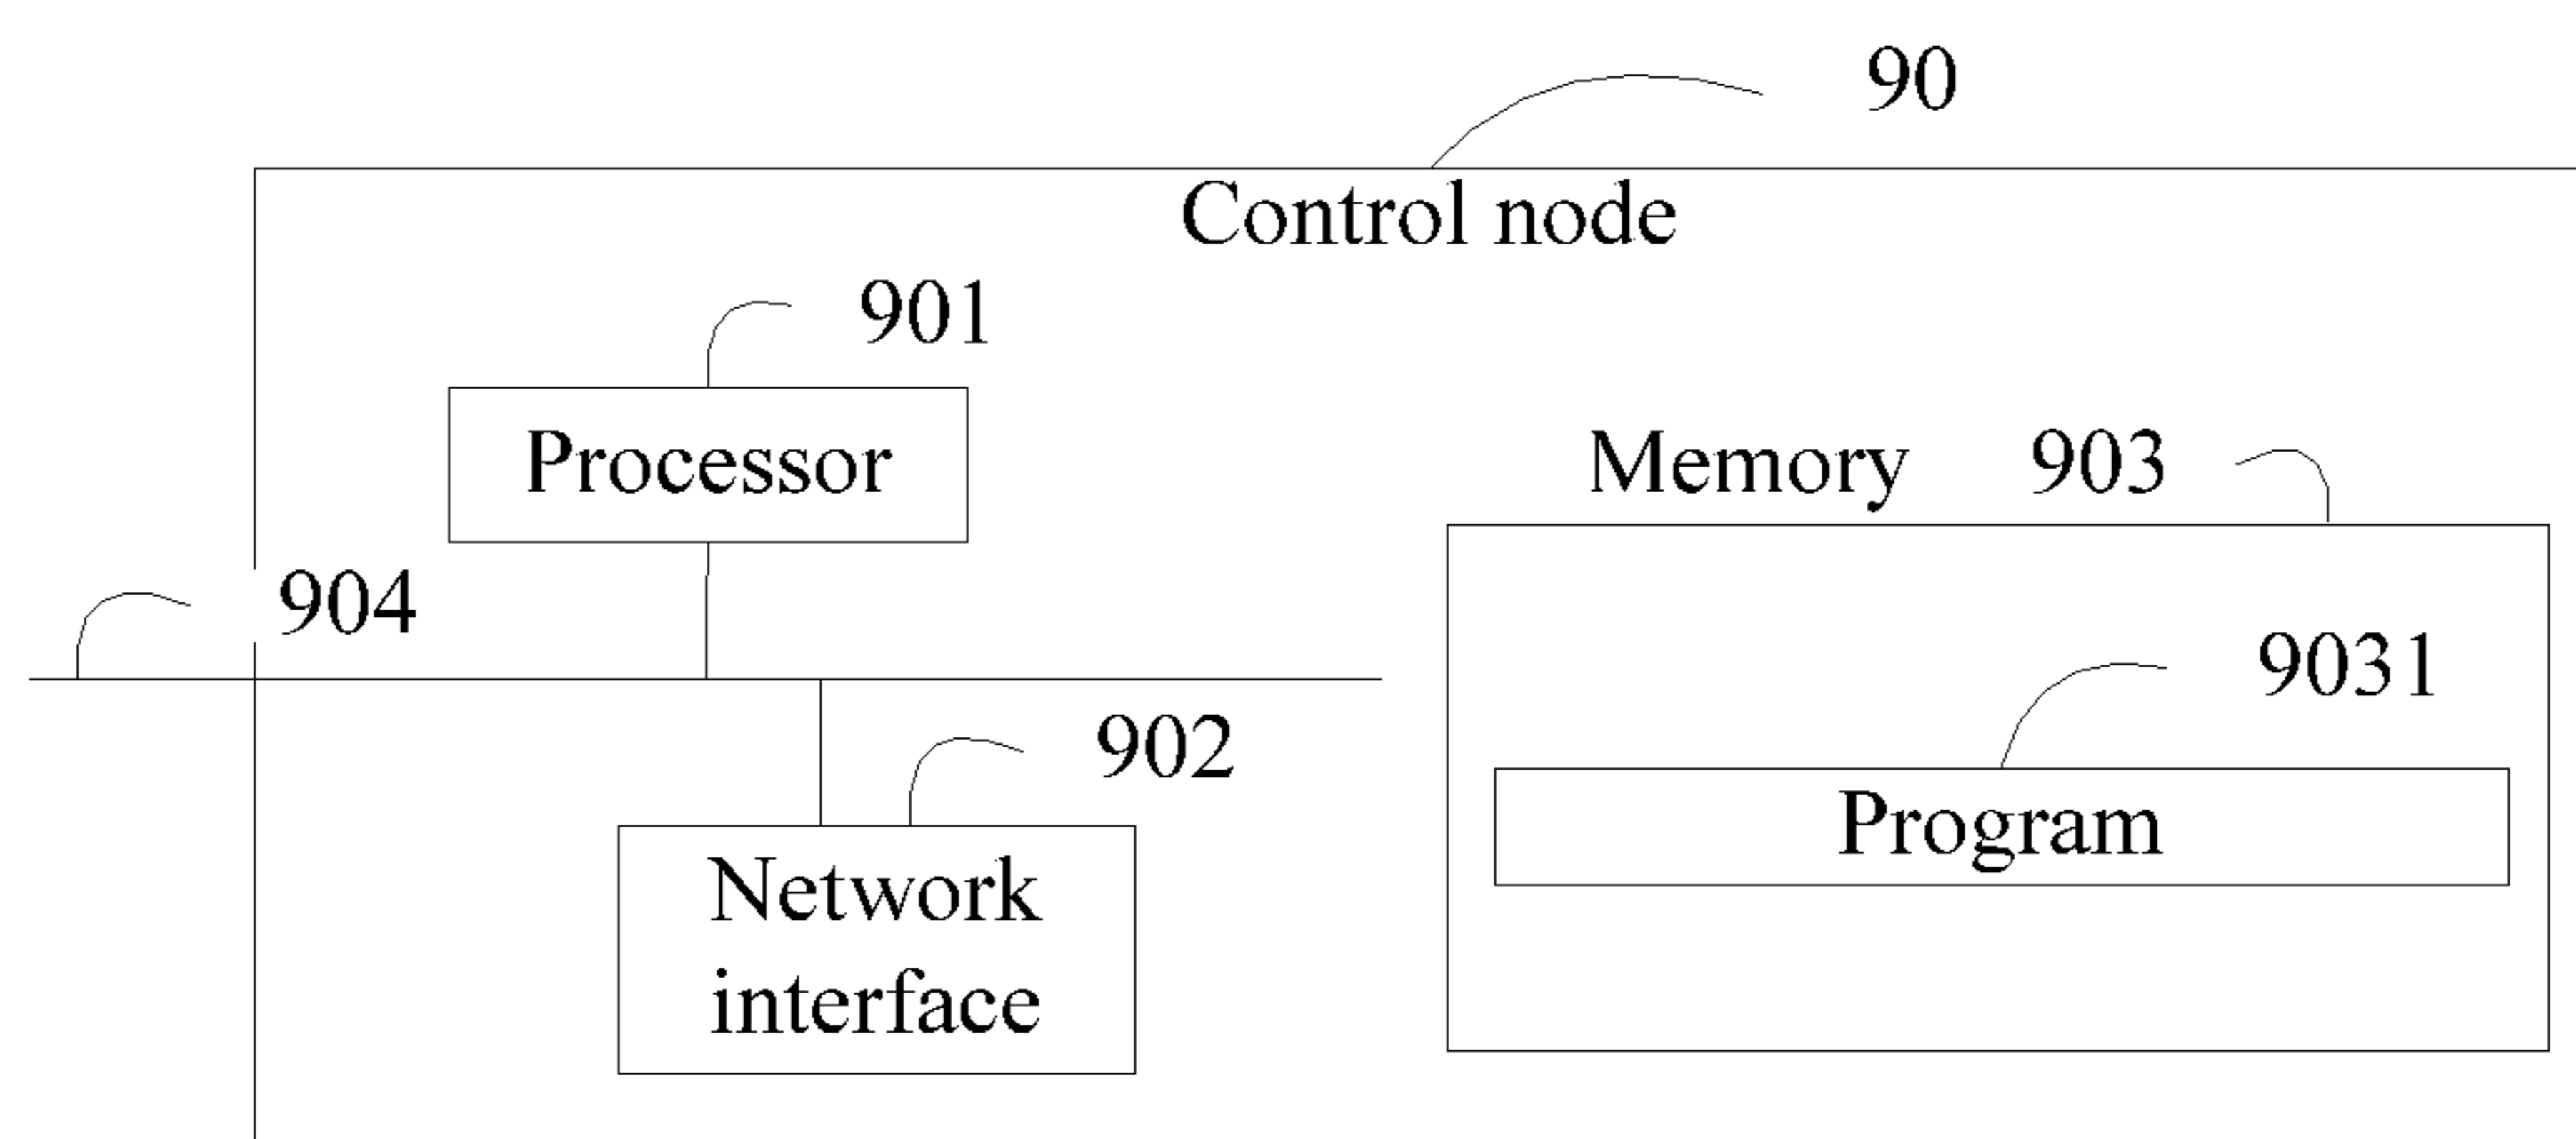 90
Control node
901
Processor
Memory 903
904
9031
902
Program
Network
interface